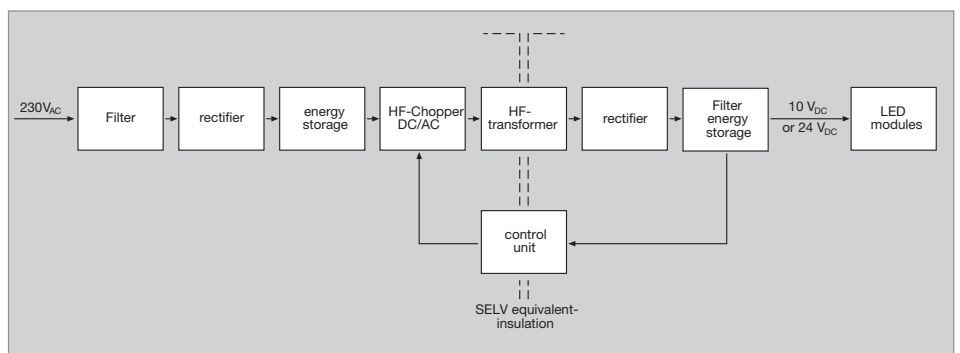 230VAC
Filter
rectifier
energy
storage
HF-Chopper
DC/AC
HF-
transformer
rectifier
Filter
energy
storage
10 VDC
or 24 VDC
LED
modules
control
unit
SELV equivalent-
insulation